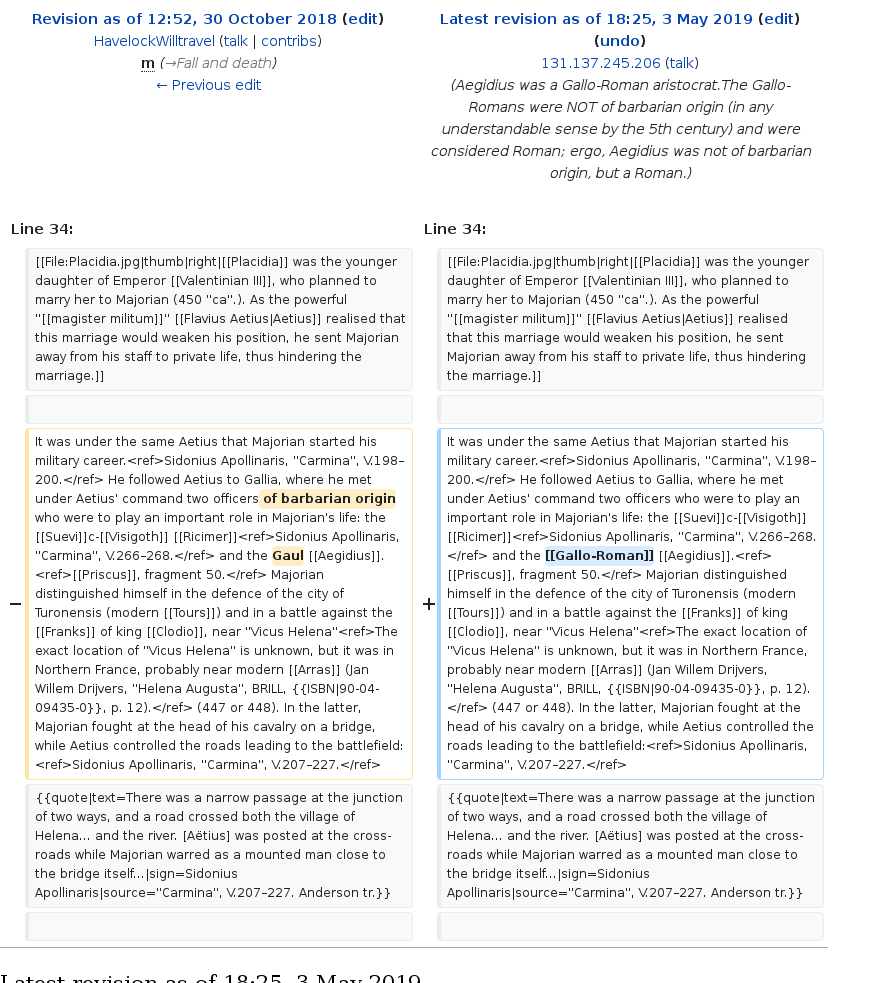 Revision as of 12:52, 30 October 2018 (edit)
HavelockWilltravel (talk | contribs)
m (→Fall and death)
← Previous edit
Latest revision as of 18:25, 3 May 2019 (edit)
(undo)
131.137.245.206 (talk)
(Aegidius was a Gallo-Roman aristocrat.The Gallo-
Romans were NOT of barbarian origin (in any
understandable sense by the 5th century) and were
considered Roman; ergo, Aegidius was not of barbarian
origin, but a Roman.)
Line 34:
[[File:Placidia.jpg|thumb|right|[[Placidia]] was the younger
daughter of Emperor [[Valentinian III]], who planned to
marry her to Majorian (450 "ca".). As the powerful
"[[magister militum]]" [[Flavius Aetius|Aetius]] realised that
this marriage would weaken his position, he sent Majorian
away from his staff to private life, thus hindering the
marriage.]]
It was under the same Aetius that Majorian started his
military career.<ref>Sidonius Apollinaris, "Carmina", V.198–
200.</ref> He followed Aetius to Gallia, where he met
under Aetius' command two officers of barbarian origin
who were to play an important role in Majorian's life: the
[[Suevi]]c-[[Visigoth]] [[Ricimer]]<ref>Sidonius Apollinaris,
"Carmina", V.266–268.</ref> and the Gaul [[Aegidius]].
<ref>[[Priscus]], fragment 50.</ref> Majorian
distinguished himself in the defence of the city of
Turonensis (modern [[Tours]]) and in a battle against the
[[Franks]] of king [[Clodio]], near "Vicus Helena"<ref>The
exact location of "Vicus Helena" is unknown, but it was in
Northern France, probably near modern [[Arras]] (Jan
Willem Drijvers, "Helena Augusta", BRILL, {{ISBN|90-04-
09435-0}}, p. 12).</ref> (447 or 448). In the latter,
Majorian fought at the head of his cavalry on a bridge,
while Aetius controlled the roads leading to the battlefield:
<ref>Sidonius Apollinaris, "Carmina", V.207–227.</ref>
{{quote|text=There was a narrow passage at the junction
of two ways, and a road crossed both the village of
Helena... and the river. [Aëtius] was posted at the cross-
roads while Majorian warred as a mounted man close to
the bridge itself...|sign=Sidonius
Apollinaris|source="Carmina", V.207–227. Anderson tr.}}
Line 34:
[[File:Placidia.jpg|thumb|right|[[Placidia]] was the younger
daughter of Emperor [[Valentinian III]], who planned to
marry her to Majorian (450 "ca".). As the powerful
"[[magister militum]]" [[Flavius Aetius|Aetius]] realised
that this marriage would weaken his position, he sent
Majorian away from his staff to private life, thus hindering
the marriage.]]
It was under the same Aetius that Majorian started his
military career.<ref>Sidonius Apollinaris, "Carmina", V.198–
200.</ref> He followed Aetius to Gallia, where he met
under Aetius' command two officers who were to play an
important role in Majorian's life: the [[Suevi]]c-[[Visigoth]]
[[Ricimer]]<ref>Sidonius Apollinaris, "Carmina", V.266–268.
</ref> and the [[Gallo-Roman]] [[Aegidius]].<ref>
[[Priscus]], fragment 50.</ref> Majorian distinguished
himself in the defence of the city of Turonensis (modern
[[Tours]]) and in a battle against the [[Franks]] of king
[[Clodio]], near "Vicus Helena"<ref>The exact location of
"Vicus Helena" is unknown, but it was in Northern France,
probably near modern [[Arras]] (Jan Willem Drijvers,
"Helena Augusta", BRILL, {{ISBN|90-04-09435-0}}, p. 12).
</ref> (447 or 448). In the latter, Majorian fought at the
head of his cavalry on a bridge, while Aetius controlled the
roads leading to the battlefield:<ref>Sidonius Apollinaris,
"Carmina", V.207–227.</ref>
{{quote|text=There was a narrow passage at the junction
of two ways, and a road crossed both the village of
Helena... and the river. [Aëtius] was posted at the cross-
roads while Majorian warred as a mounted man close to
the bridge itself...|sign=Sidonius
Apollinaris|source="Carmina", V.207–227. Anderson tr.}}
− +
Latest revision as of 18:25, 3 May 2019